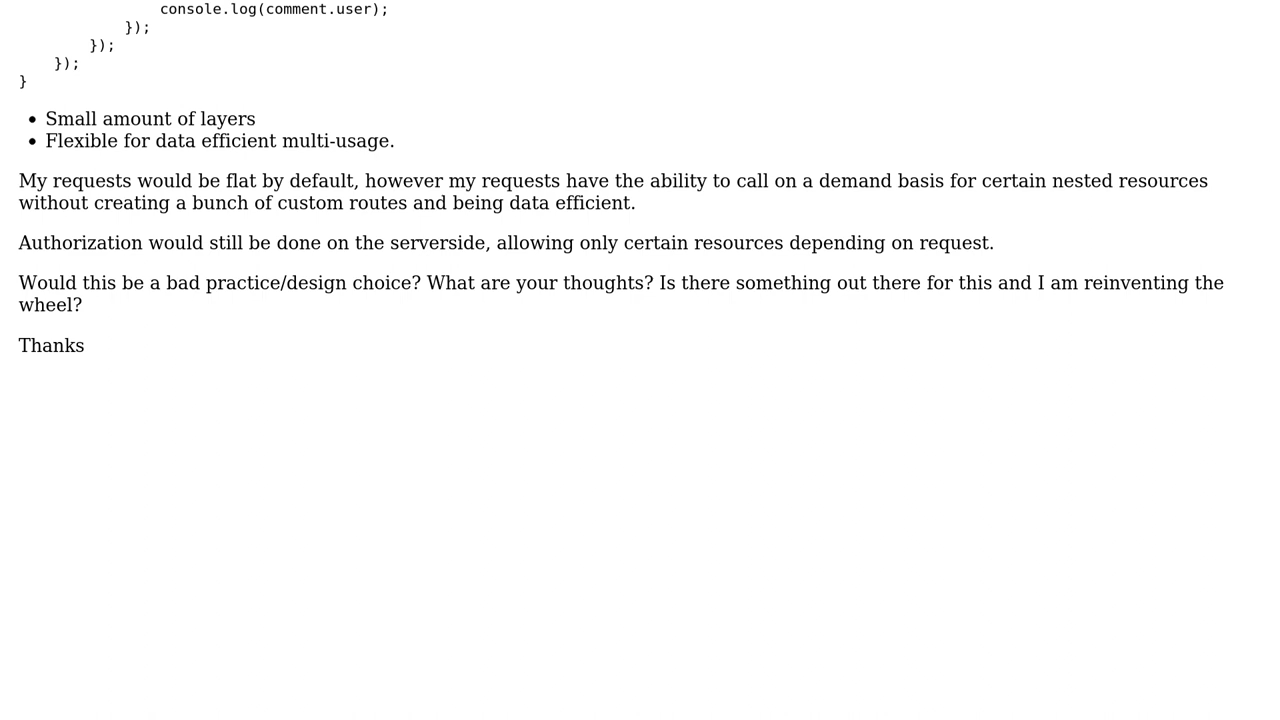 console.log(comment.user);
});
});
});
}
• Small amount of layers
• Flexible for data efficient multi-usage.
My requests would be flat by default, however my requests have the ability to call on a demand basis for certain nested resources
without creating a bunch of custom routes and being data efficient.
Authorization would still be done on the serverside, allowing only certain resources depending on request.
Would this be a bad practice/design choice? What are your thoughts? Is there something out there for this and I am reinventing the
wheel?
Thanks